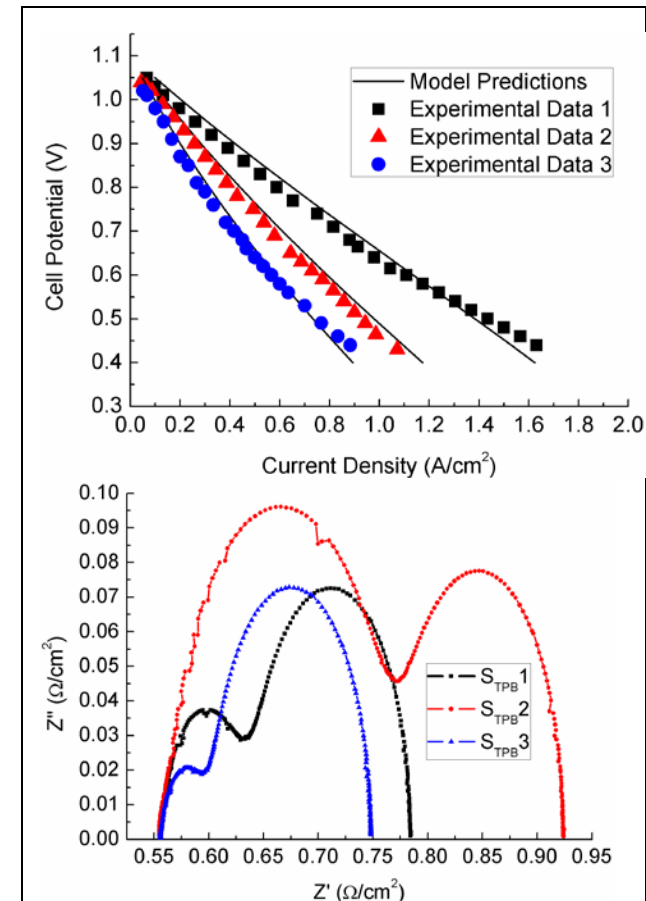 1.1
1.0
0.9
0.8
0.7
0.6
0.5
0.4
0.3
Cell Potential (V)
Model Predictions
Experimental Data 1
Experimental Data 2
Experimental Data 3
0.0 0.2 0.4 0.6 0.8 1.0 1.2 1.4 1.6 1.8 2.0
Current Density (A/cm²)
0.10
0.09
0.08
0.07
0.06
0.05
0.04
0.03
0.02
0.01
0.00
Z'' (Ω/cm²)
S_TPB1
S_TPB2
S_TPB3
0.55 0.60 0.65 0.70 0.75 0.80 0.85 0.90 0.95
Z' (Ω/cm²)